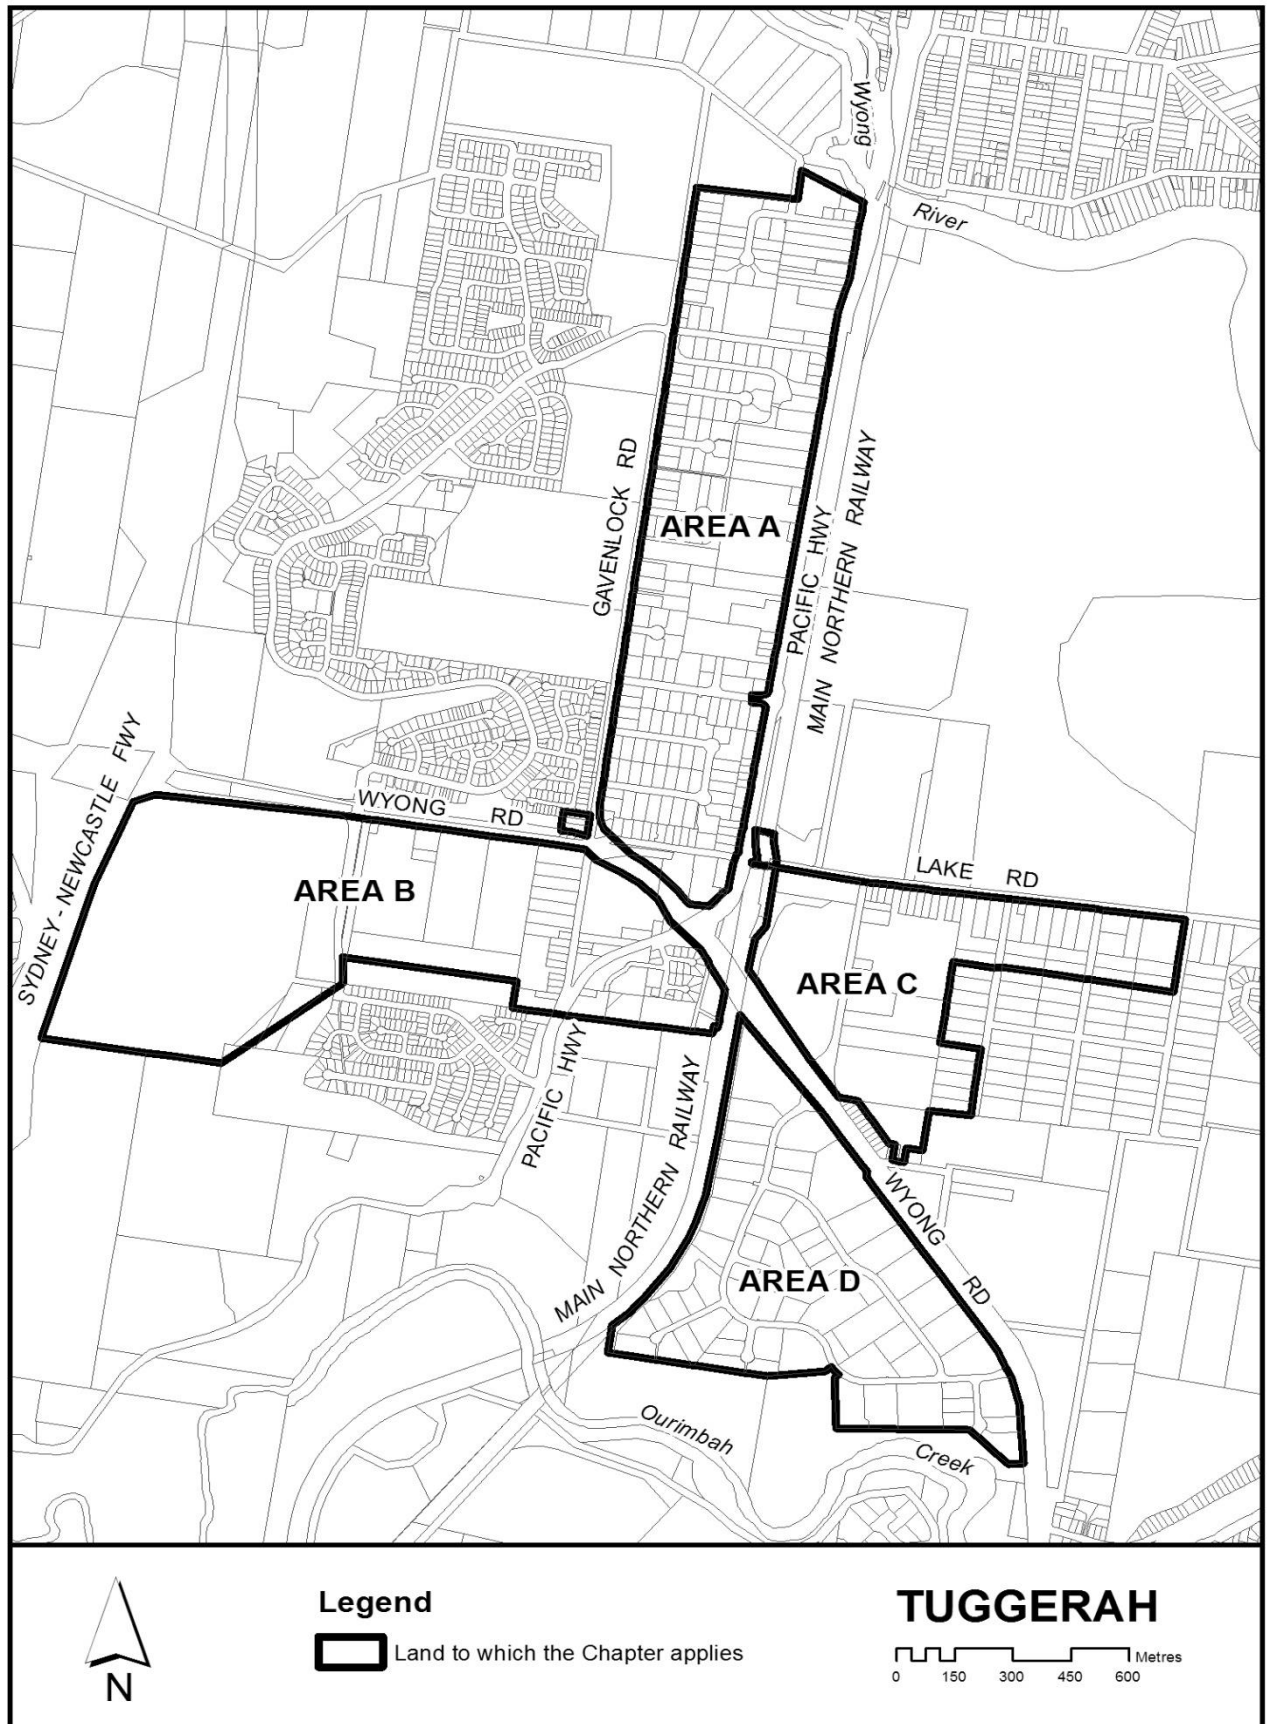 Wyong
River
GAVENLOCK RD
AREA A
PACIFIC HWY
MAIN NORTHERN RAILWAY
SYDNEY - NEWCASTLE FWY
WYONG RD
LAKE RD
AREA B
AREA C
PACIFIC HWY
MAIN NORTHERN RAILWAY
WYONG RD
AREA D
Ourimbah
Creek
N
Legend
Land to which the Chapter applies
TUGGERAH
Metres
0 150 300 450 600